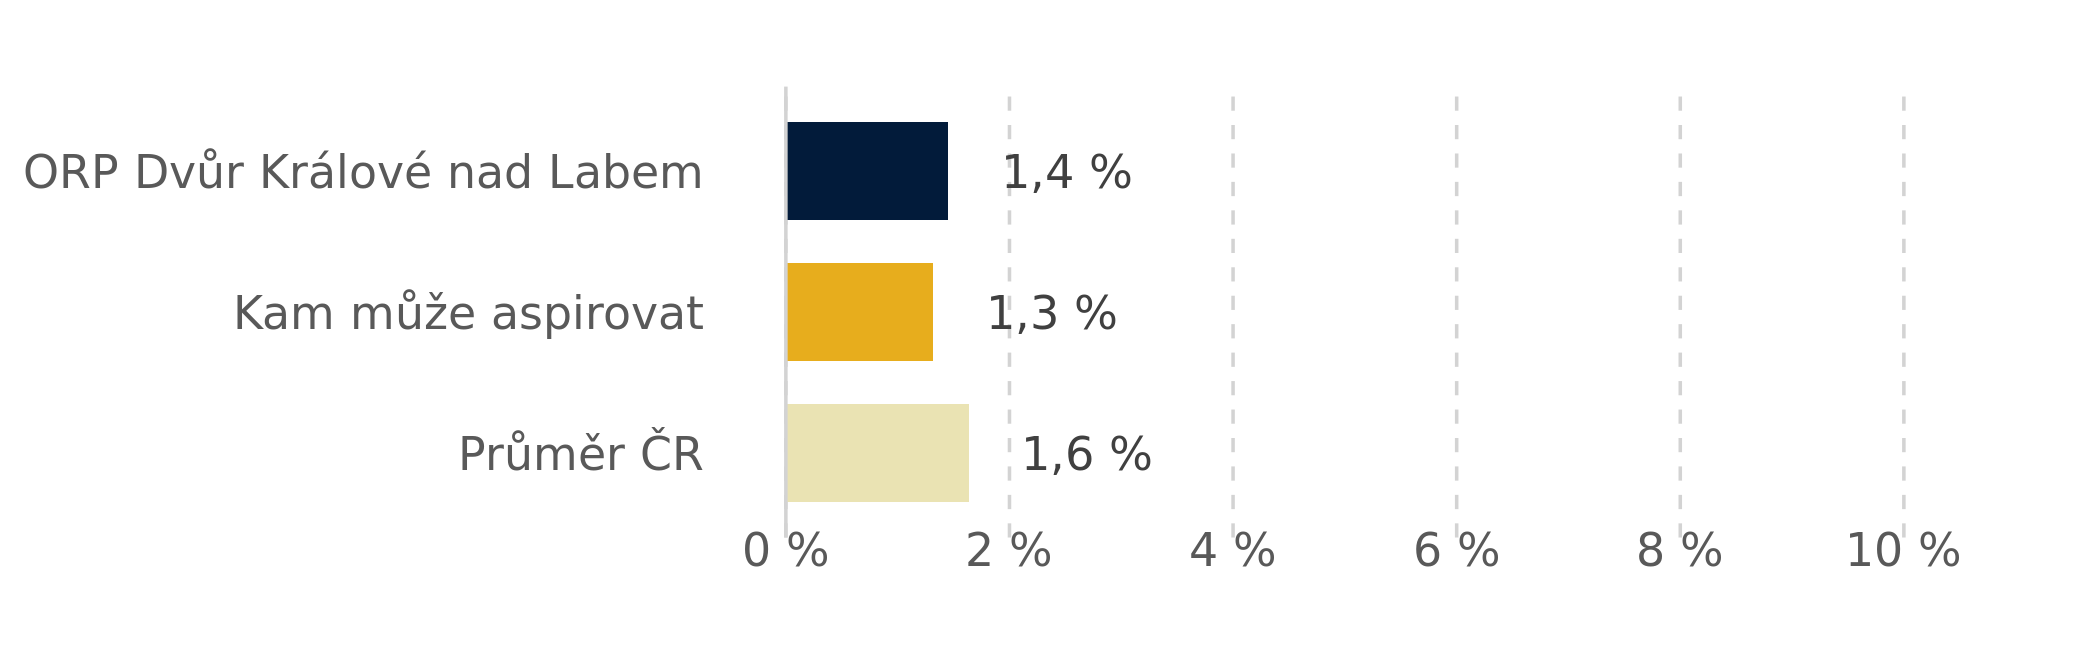 ORP Dvůr Králové nad Labem 1,4 %
Kam může aspirovat 1,3 %
Průměr ČR 1,6 %
0 % 2 % 4 % 6 % 8 % 10 %